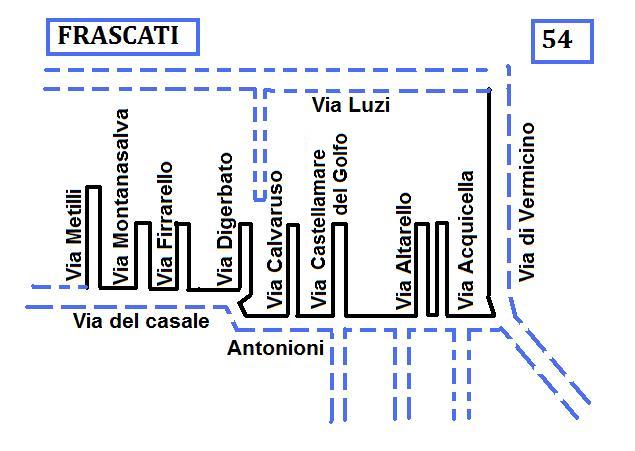 FRASCATI
54
Via Luzi
Via Metilli
Via Montanasalva
Via Firrarello
Via Digerbato
Via Calvaruso
Via Castellamare
del Golfo
Via Altarello
Via Acquicella
Via di Vermicino
Via del casale
Antonioni